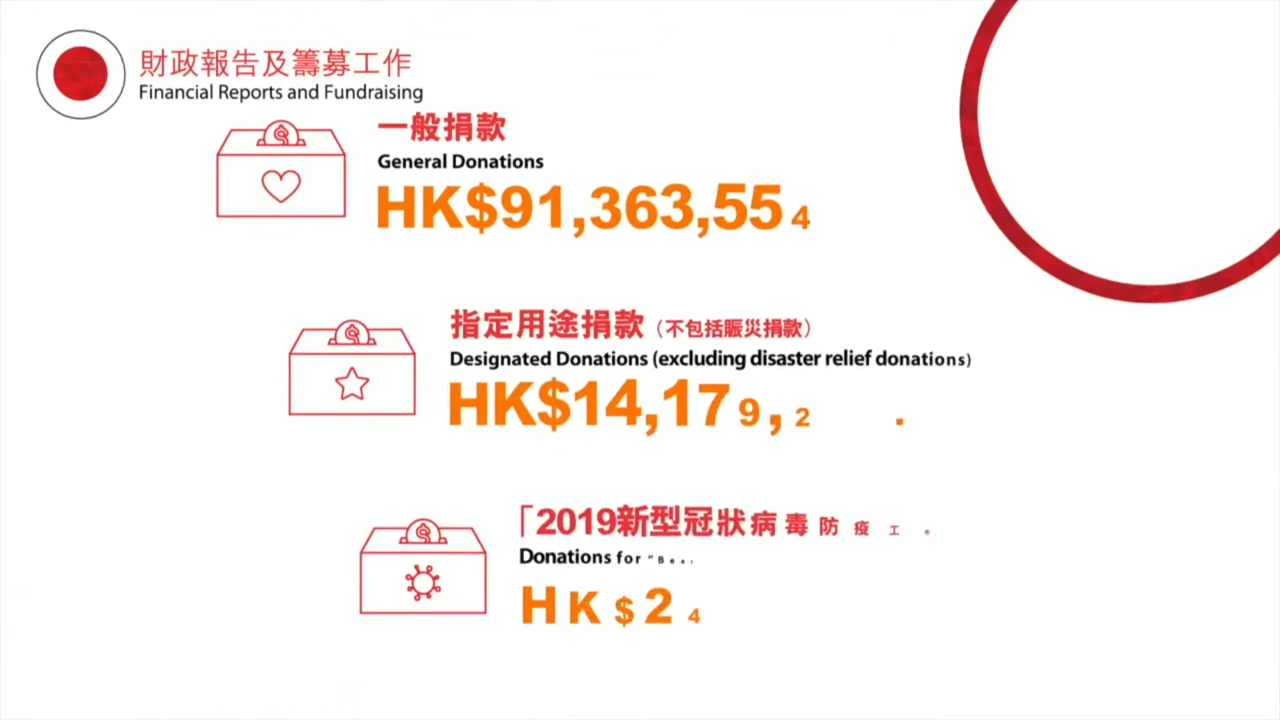 財政報告及籌募工作
Financial Reports and Fundraising
一般捐款
General Donations
HK$91,363,554
指定用途捐款（不包括賑災捐款）
Designated Donations (excluding disaster relief donations)
HK$14,179,2 .
「2019新型冠狀病毒防疫工
Donations for
HK$24